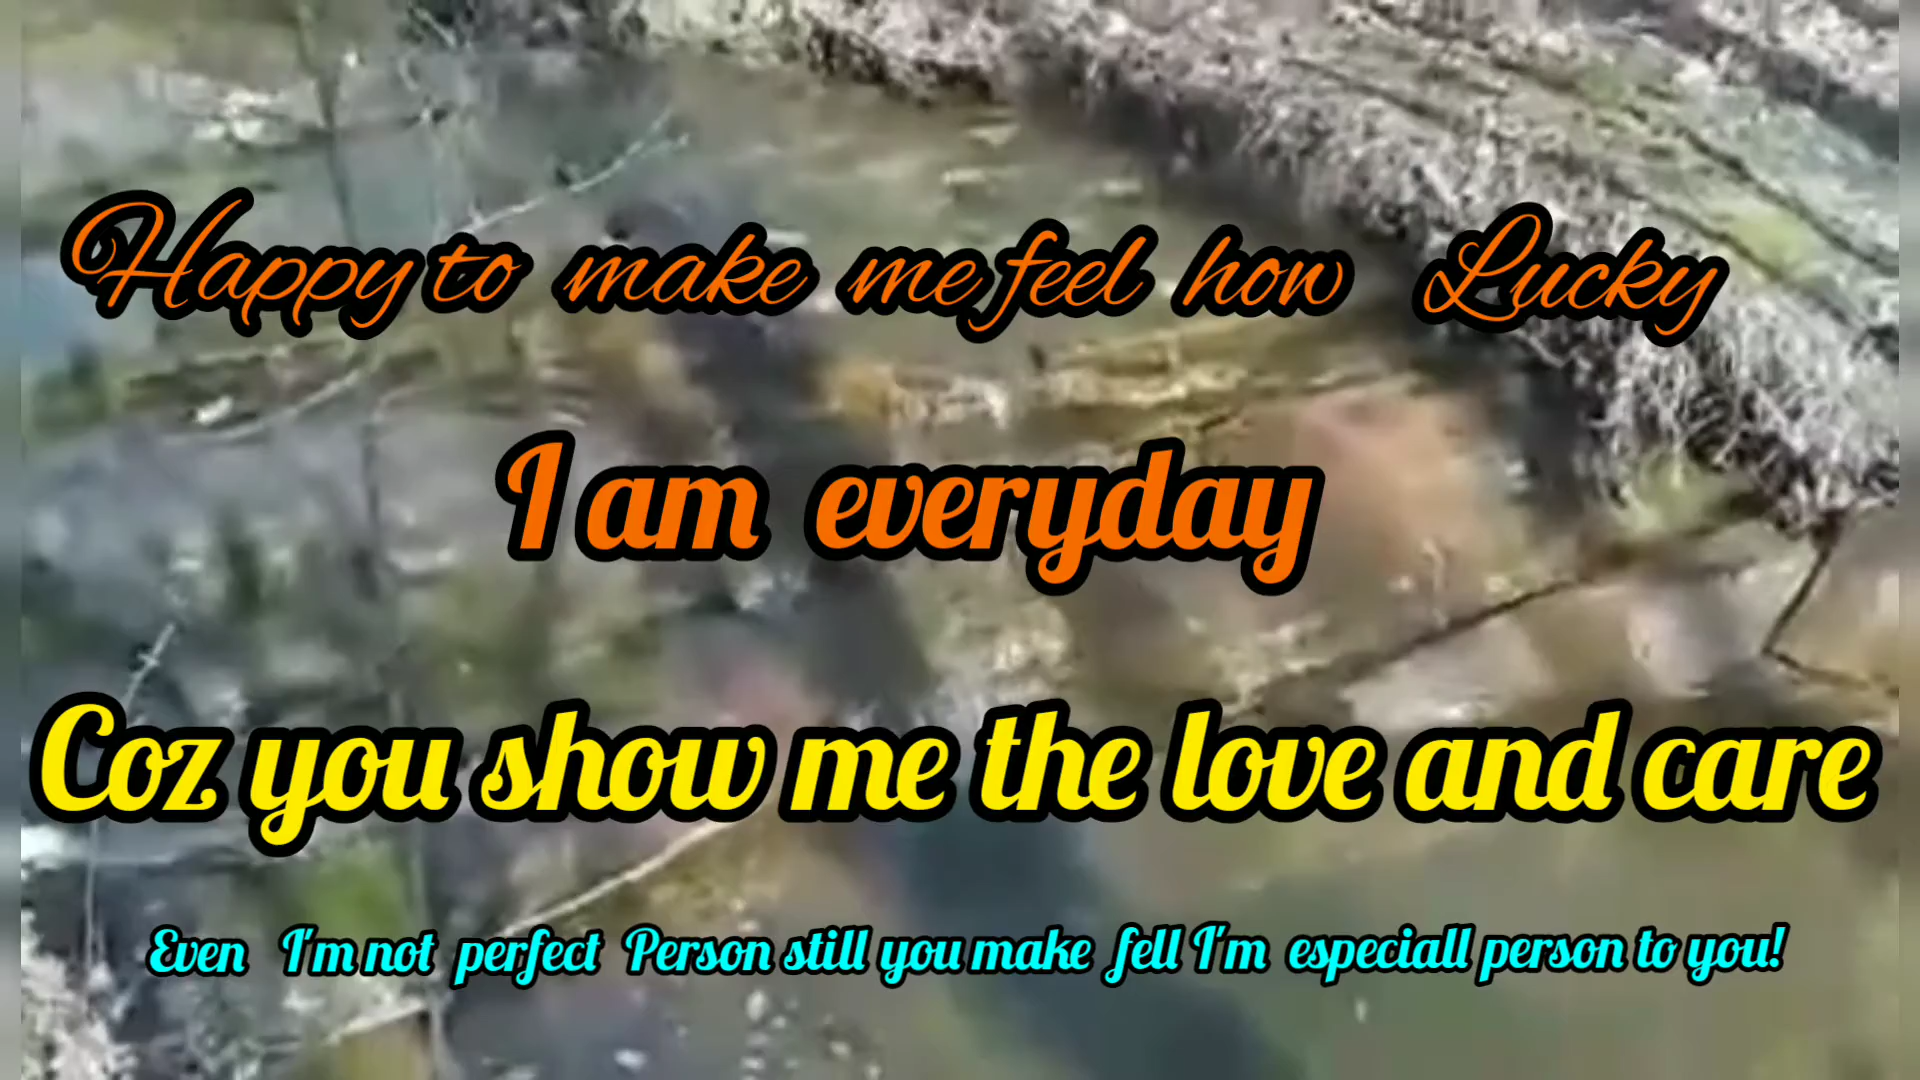 Happy to make me feel how Lucky
I am everyday
Coz you show me the love and care
Even I'm not perfect Person still you make fell I'm especiall person to you!